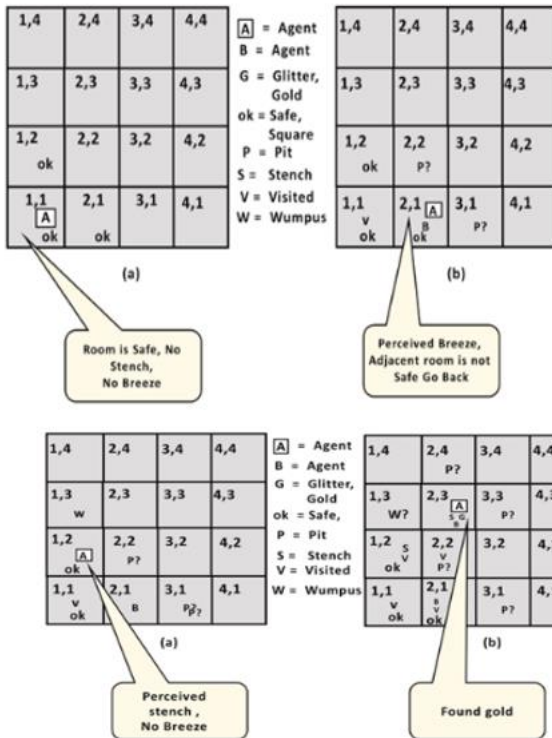 1,4 2,4 3,4 4,4
1,3 2,3 3,3 4,3
1,2 2,2 3,2 4,2
ok
1,1 2,1 3,1 4,1
A
ok ok
A = Agent
B = Agent
G = Glitter,
Gold
ok = Safe,
Square
P = Pit
S = Stench
V = Visited
W = Wumpus
1,4 2,4 3,4 4,4
1,3 2,3 3,3 4,3
1,2 2,2 3,2 4,2
ok P?
1,1 2,1 A 3,1 4,1
v B P?
ok ok
(a)
(b)
Room is Safe, No
Stench,
No Breeze
Perceived Breeze,
Adjacent room is not
Safe Go Back
1,4 2,4 3,4 4,4
1,3 2,3 3,3 4,3
w
1,2 2,2 3,2 4,2
A P?
ok
1,1 2,1 3,1 4,1
v B P?
ok
A = Agent
B = Agent
G = Glitter,
Gold
ok = Safe,
P = Pit
S = Stench
V = Visited
W = Wumpus
1,4 2,4 3,4 4,4
P?
1,3 2,3 A 3,3 4,3
W? S G P?
B
1,2 S 2,2 3,2 4,
ok V V
P?
1,1 2,1 3,1 4,
v B P?
ok V
ok
(a)
(b)
Perceived
stench ,
No Breeze
Found gold